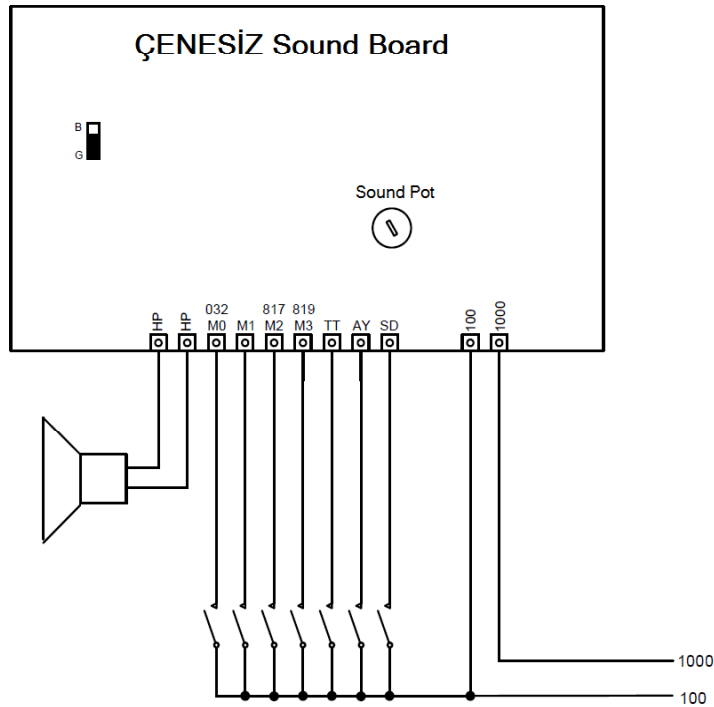 ÇENESİZ Sound Board
B
G
Sound Pot
032 817 819
HP HP M0 M1 M2 M3 TT AY SD 100 1000
1000
100